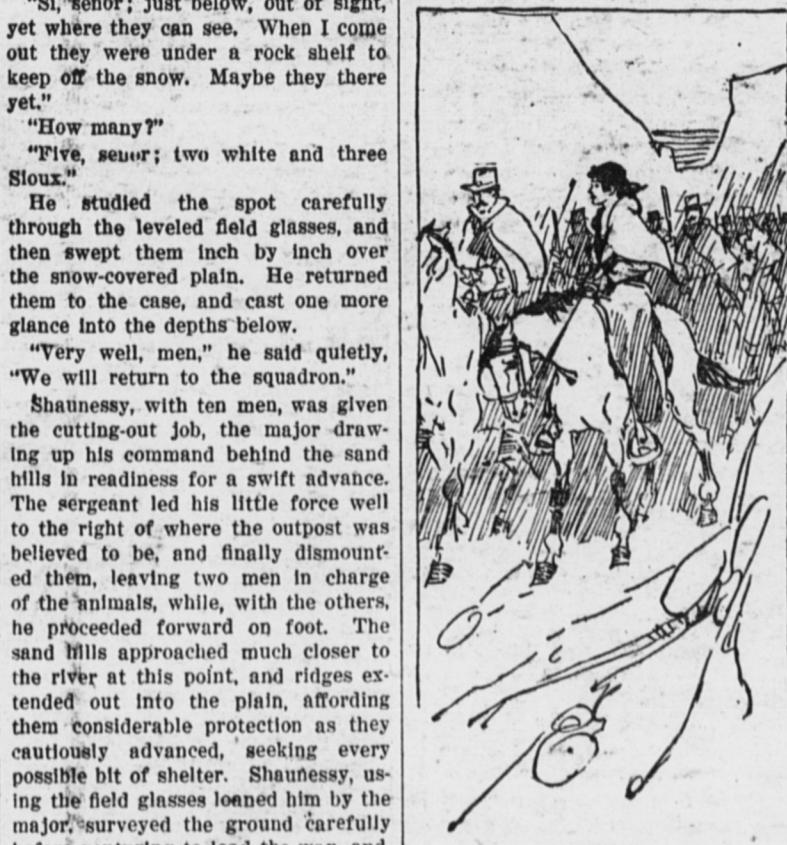 "Si, senor; just below, out of sight,
yet where they can see. When I come
out they were under a rock shelf to
keep off the snow. Maybe they there
yet."
"How many?"
"Five, senor; two white and three
Sioux."
He studied the spot carefully
through the leveled field glasses, and
then swept them inch by inch over
the snow-covered plain. He returned
them to the case, and cast one more
glance into the depths below.
"Very well, men," he said quietly,
"We will return to the squadron."
Shaunessy, with ten men, was given
the cutting-out job, the major draw-
ing up his command behind the sand
hills in readiness for a swift advance.
The sergeant led his little force well
to the right of where the outpost was
believed to be, and finally dismount-
ed them, leaving two men in charge
of the animals, while, with the others,
he proceeded forward on foot. The
sand hills approached much closer to
the river at this point, and ridges ex-
tended out into the plain, affording
them considerable protection as they
cautiously advanced, seeking every
possible bit of shelter. Shaunessy, us-
ing the field glasses loaned him by the
major, surveyed the ground carefully